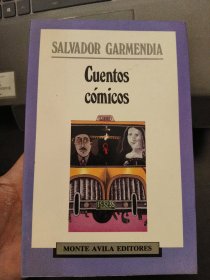 SALVADOR GARMENDIA
Cuentos
cómicos
MONTE AVILA EDITORES